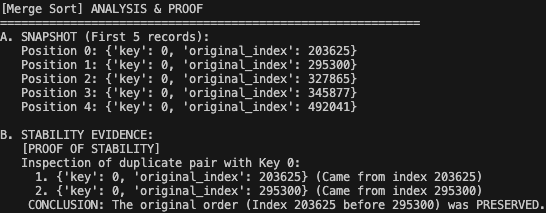 [Merge Sort] ANALYSIS & PROOF
============================================================
A. SNAPSHOT (First 5 records):
Position 0: {'key': 0, 'original_index': 203625}
Position 1: {'key': 0, 'original_index': 295300}
Position 2: {'key': 0, 'original_index': 327865}
Position 3: {'key': 0, 'original_index': 345877}
Position 4: {'key': 0, 'original_index': 492041}
B. STABILITY EVIDENCE:
[PROOF OF STABILITY]
Inspection of duplicate pair with Key 0:
1. {'key': 0, 'original_index': 203625} (Came from index 203625)
2. {'key': 0, 'original_index': 295300} (Came from index 295300)
CONCLUSION: The original order (Index 203625 before 295300) was PRESERVED.